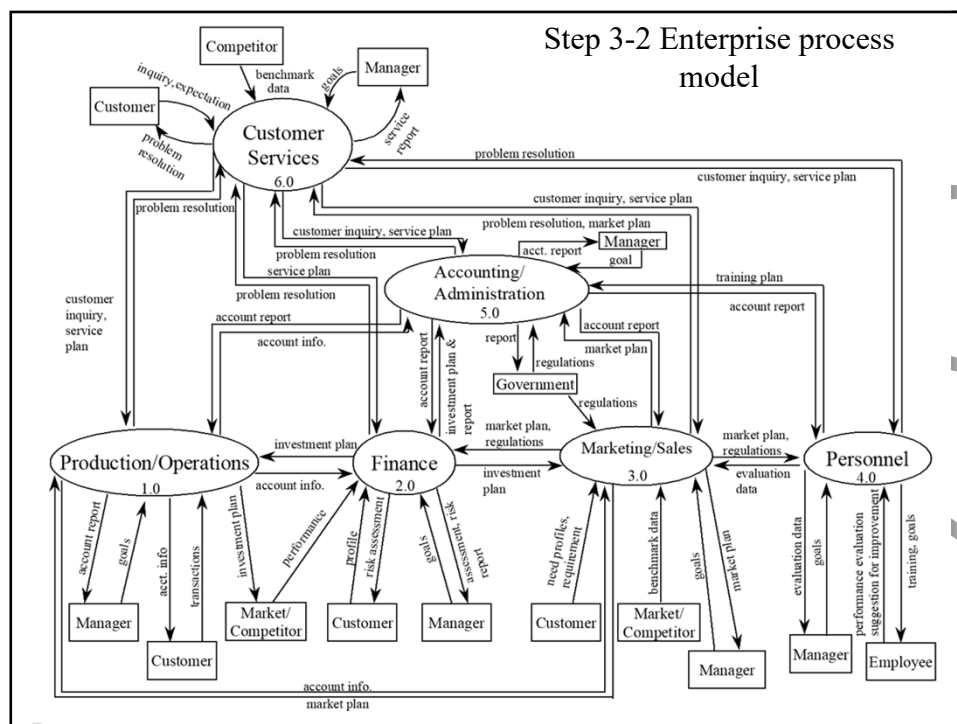 Step 3-2 Enterprise process
model
Competitor
benchmark
data
goals
Manager
inquiry,expectation
Customer
problem
resolution
service
report
Customer
Services
6.0
problem resolution
customer inquiry, service plan
problem resolution
customer inquiry, service plan
problem resolution, market plan
customer inquiry, service plan
problem resolution
service plan
problem resolution
acct. report
Manager
goal
Accounting/
Administration
5.0
training plan
account report
customer
inquiry,
service
plan
account report
account info.
account report
investment plan &
report
report
regulations
Government
regulations
account report
market plan
Production/Operations
1.0
investment plan
account info.
Finance
2.0
market plan,
regulations
investment
plan
Marketing/Sales
3.0
market plan,
regulations
evaluation
data
Personnel
4.0
account report
goals
acct. info
transactions
investment plan
performance
profile
risk assessment
goals
assessment, risk
report
need profiles,
requirement
benchmark data
goals
market plan
evaluation data
goals
performance evaluation
suggestion for improvement
training, goals
Manager
Customer
Market/
Competitor
Customer
Manager
Customer
Market/
Competitor
Manager
Manager
Employee
account info.
market plan